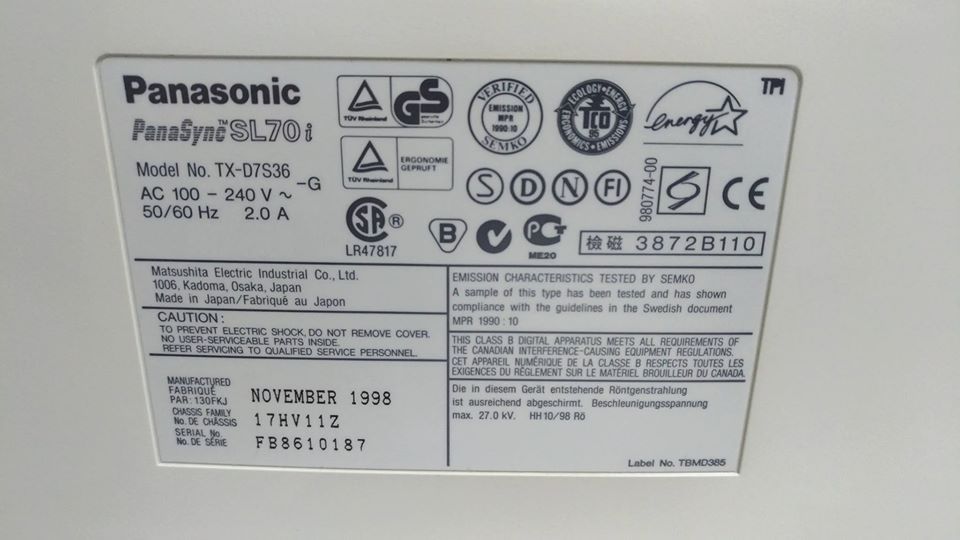 Panasonic
PanaSync™ SL70i
Model No. TX-D7S36
-G
AC 100 – 240 V ~
50/60 Hz 2.0 A
TÜV Rheinland
GS
geprüfte
Sicherheit
VERIFIED
EMISSION
MPR
1990:10
SEMKO
ECOLOGY·ENERGY
TCO
95
ERGONOMICS·EMISSIONS
energy
TÜV Rheinland
ERGONOMIE
GEPRÜFT
S D N FI
980774-00
S
CE
SA ®
LR47817
B
PCT
ME20
檢磁 3872B110
Matsushita Electric Industrial Co., Ltd.
1006, Kadoma, Osaka, Japan
Made in Japan/Fabriqué au Japon
CAUTION:
TO PREVENT ELECTRIC SHOCK, DO NOT REMOVE COVER.
NO USER-SERVICEABLE PARTS INSIDE.
REFER SERVICING TO QUALIFIED SERVICE PERSONNEL.
MANUFACTURED
FABRIQUÉ
PAR: 130FKJ
NOVEMBER 1998
CHASSIS FAMILY
No. DE CHÂSSIS
17HV11Z
SERIAL No.
No. DE SÉRIE
FB8610187
EMISSION CHARACTERISTICS TESTED BY SEMKO
A sample of this type has been tested and has shown
compliance with the guidelines in the Swedish document
MPR 1990:10
THIS CLASS B DIGITAL APPARATUS MEETS ALL REQUIREMENTS OF
THE CANADIAN INTERFERENCE-CAUSING EQUIPMENT REGULATIONS.
CET APPAREIL NUMÉRIQUE DE LA CLASSE B RESPECTE TOUTES LES
EXIGENCES DU RÈGLEMENT SUR LE MATÉRIEL BROUILLEUR DU CANADA.
Die in diesem Gerät entstehende Röntgenstrahlung
ist ausreichend abgeschirmt. Beschleunigungsspannung
max. 27.0 kV. HH10/98 Rö
Label No. TBMD385